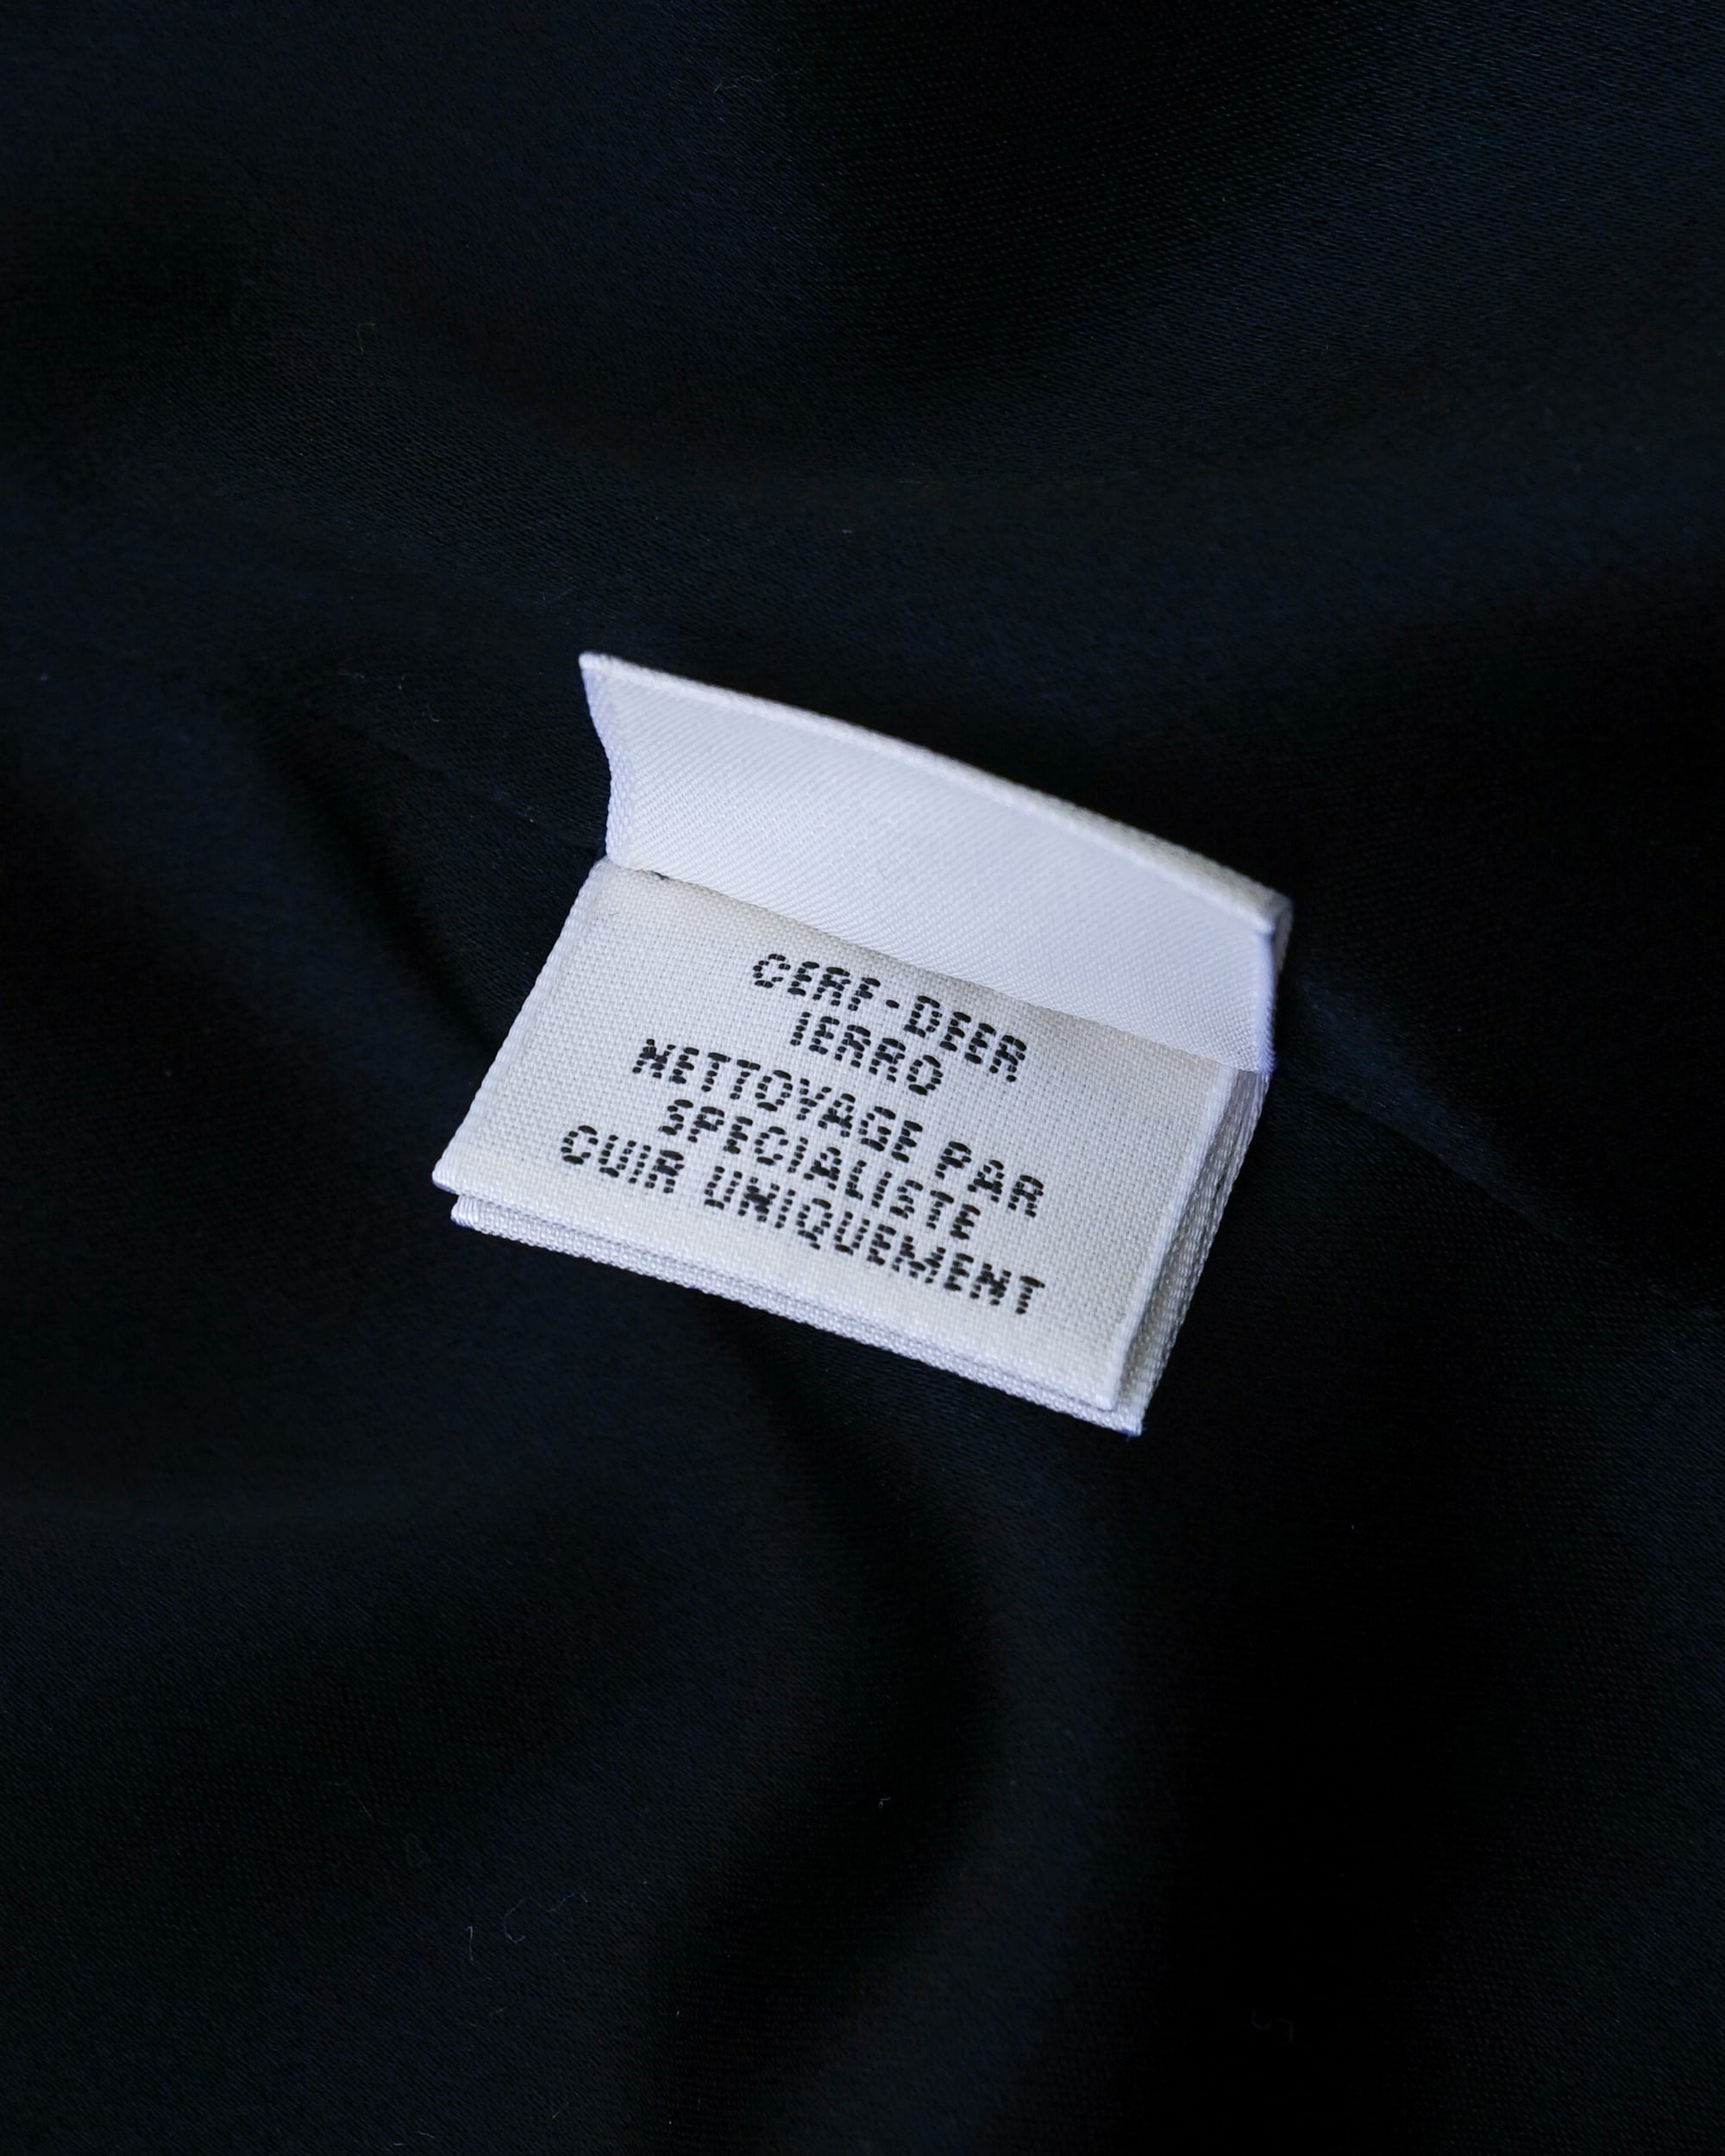 CERF-DEER
IERRO
NETTOYAGE PAR
SPECIALISTE
CUIR UNIQUEMENT